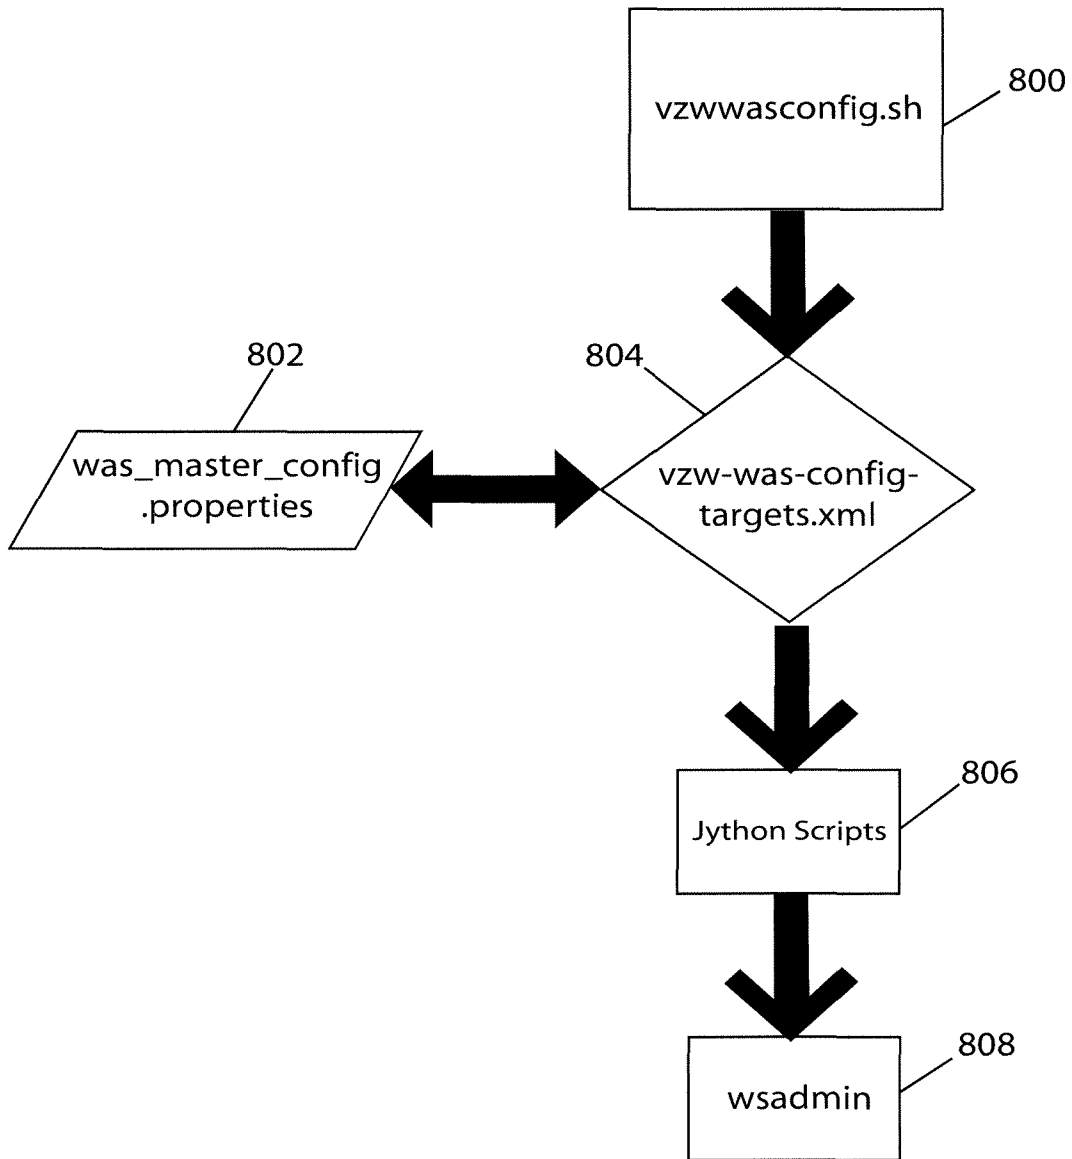 vzwwasconfig.sh
800
802
804
was_master_config
.properties
vzw-was-config-
targets.xml
806
Jython Scripts
808
wsadmin